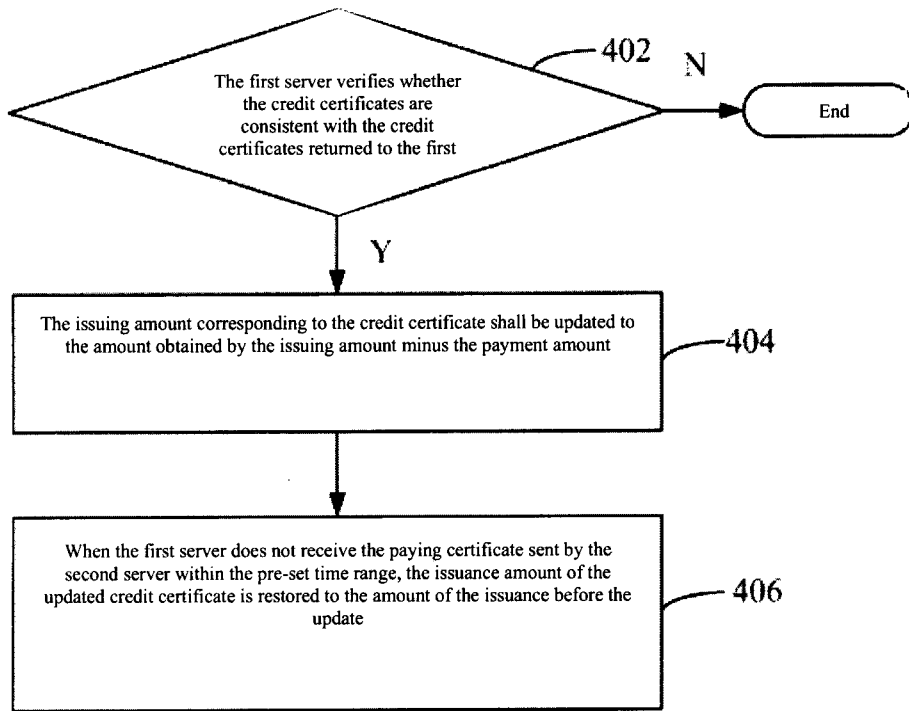 402
N
The first server verifies whether
the credit certificates are
consistent with the credit
certificates returned to the first
End
Y
The issuing amount corresponding to the credit certificate shall be updated to
the amount obtained by the issuing amount minus the payment amount
404
When the first server does not receive the paying certificate sent by the
second server within the pre-set time range, the issuance amount of the
updated credit certificate is restored to the amount of the issuance before the
update
406